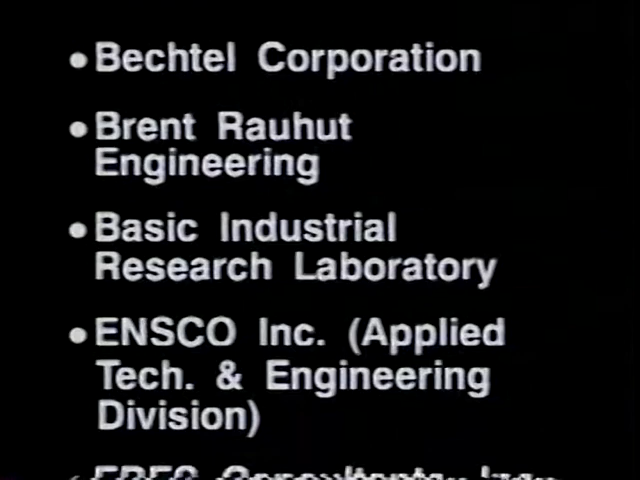 • Bechtel Corporation
• Brent Rauhut
Engineering
• Basic Industrial
Research Laboratory
• ENSCO Inc. (Applied
Tech. & Engineering
Division)